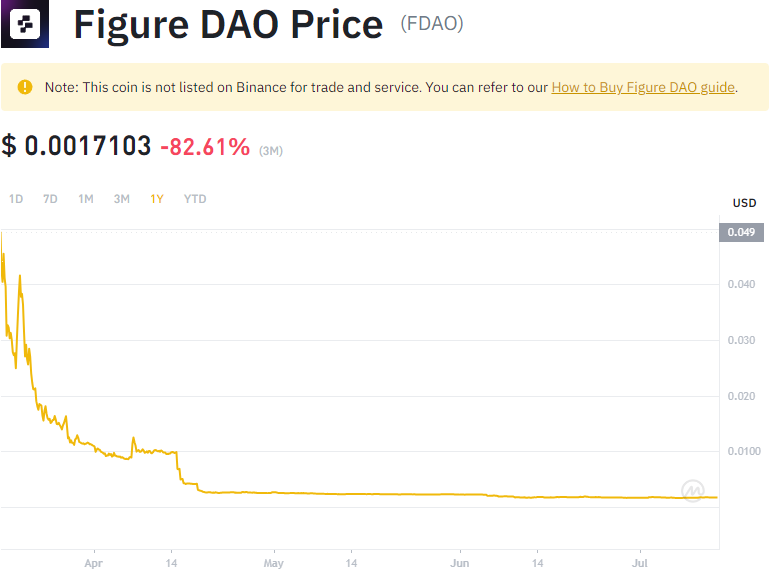 Figure DAO Price (FDAO)
Note: This coin is not listed on Binance for trade and service. You can refer to our How to Buy Figure DAO guide.
$ 0.0017103 -82.61% (3M)
1D 7D 1M 3M 1Y YTD
USD
0.049
0.040
0.030
0.020
0.0100
Apr 14 May 14 Jun 14 Jul